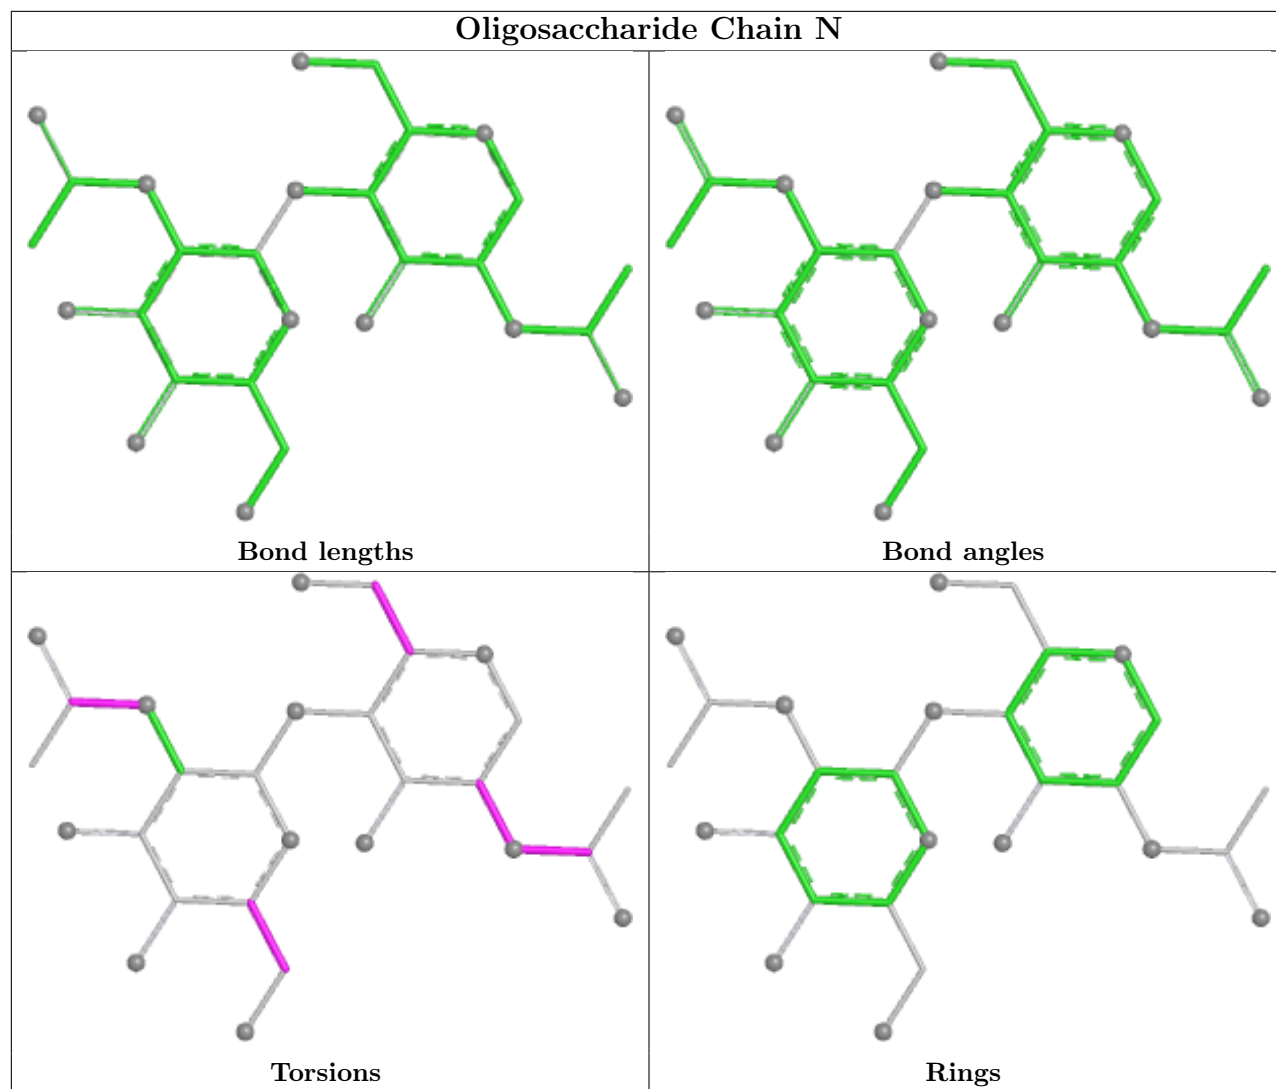 Oligosaccharide Chain N
Bond lengths
Bond angles
Torsions
Rings